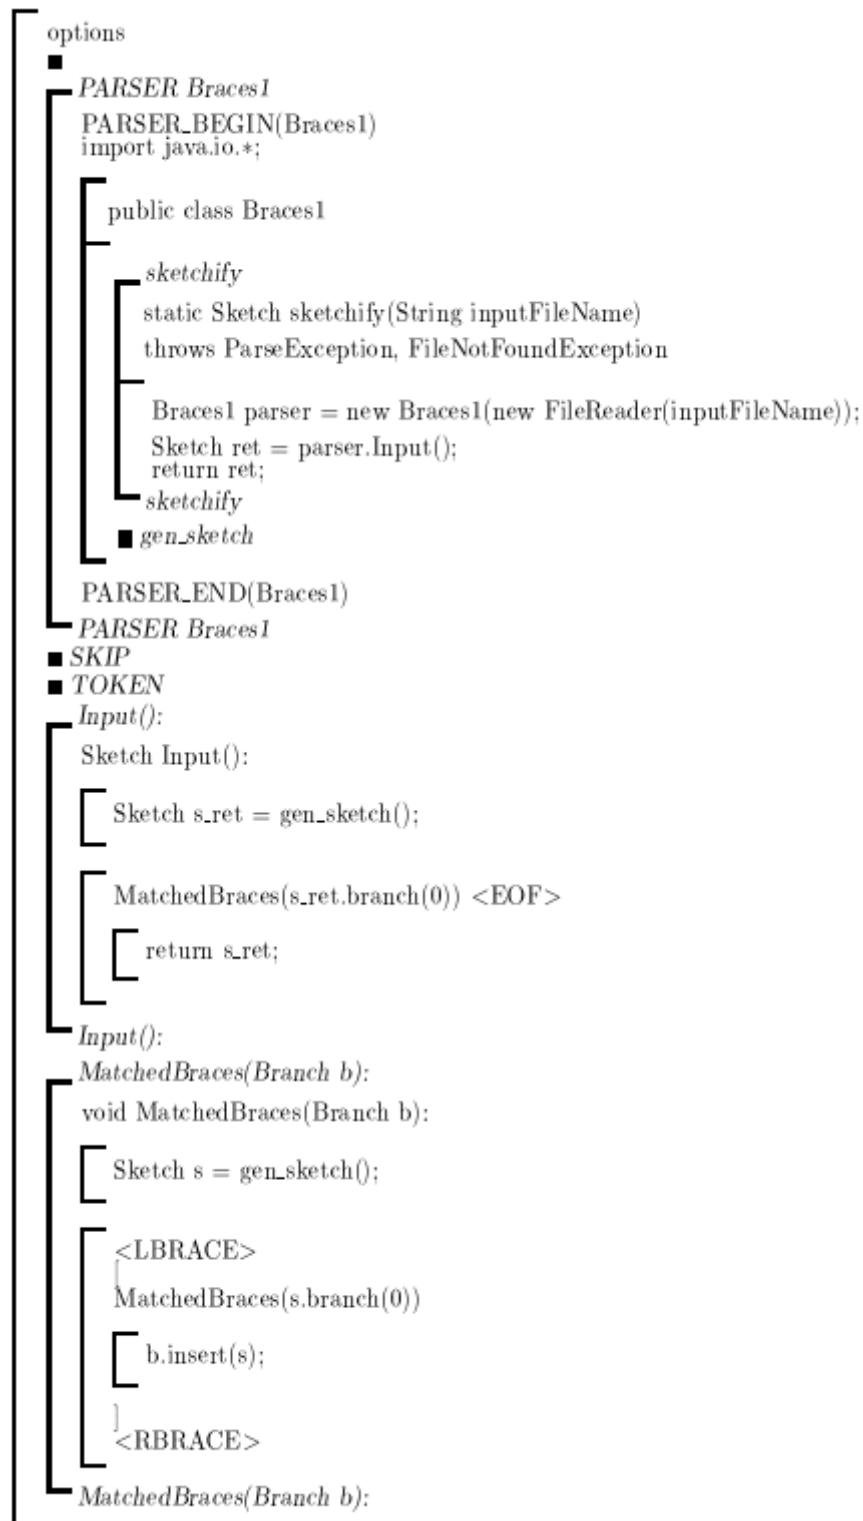 options
PARSER Braces1
PARSER_BEGIN(Braces1)
import java.io.*;
public class Braces1
sketchify
static Sketch sketchify(String inputFileName)
throws ParseException, FileNotFoundException
Braces1 parser = new Braces1(new FileReader(inputFileName));
Sketch ret = parser.Input();
return ret;
sketchify
gen_sketch
PARSER_END(Braces1)
PARSER Braces1
SKIP
TOKEN
Input():
Sketch Input():
Sketch s_ret = gen_sketch();
MatchedBraces(s_ret.branch(0)) <EOF>
return s_ret;
Input():
MatchedBraces(Branch b):
void MatchedBraces(Branch b):
Sketch s = gen_sketch();
<LBRACE>
[
MatchedBraces(s.branch(0))
b.insert(s);
]
<RBRACE>
MatchedBraces(Branch b):